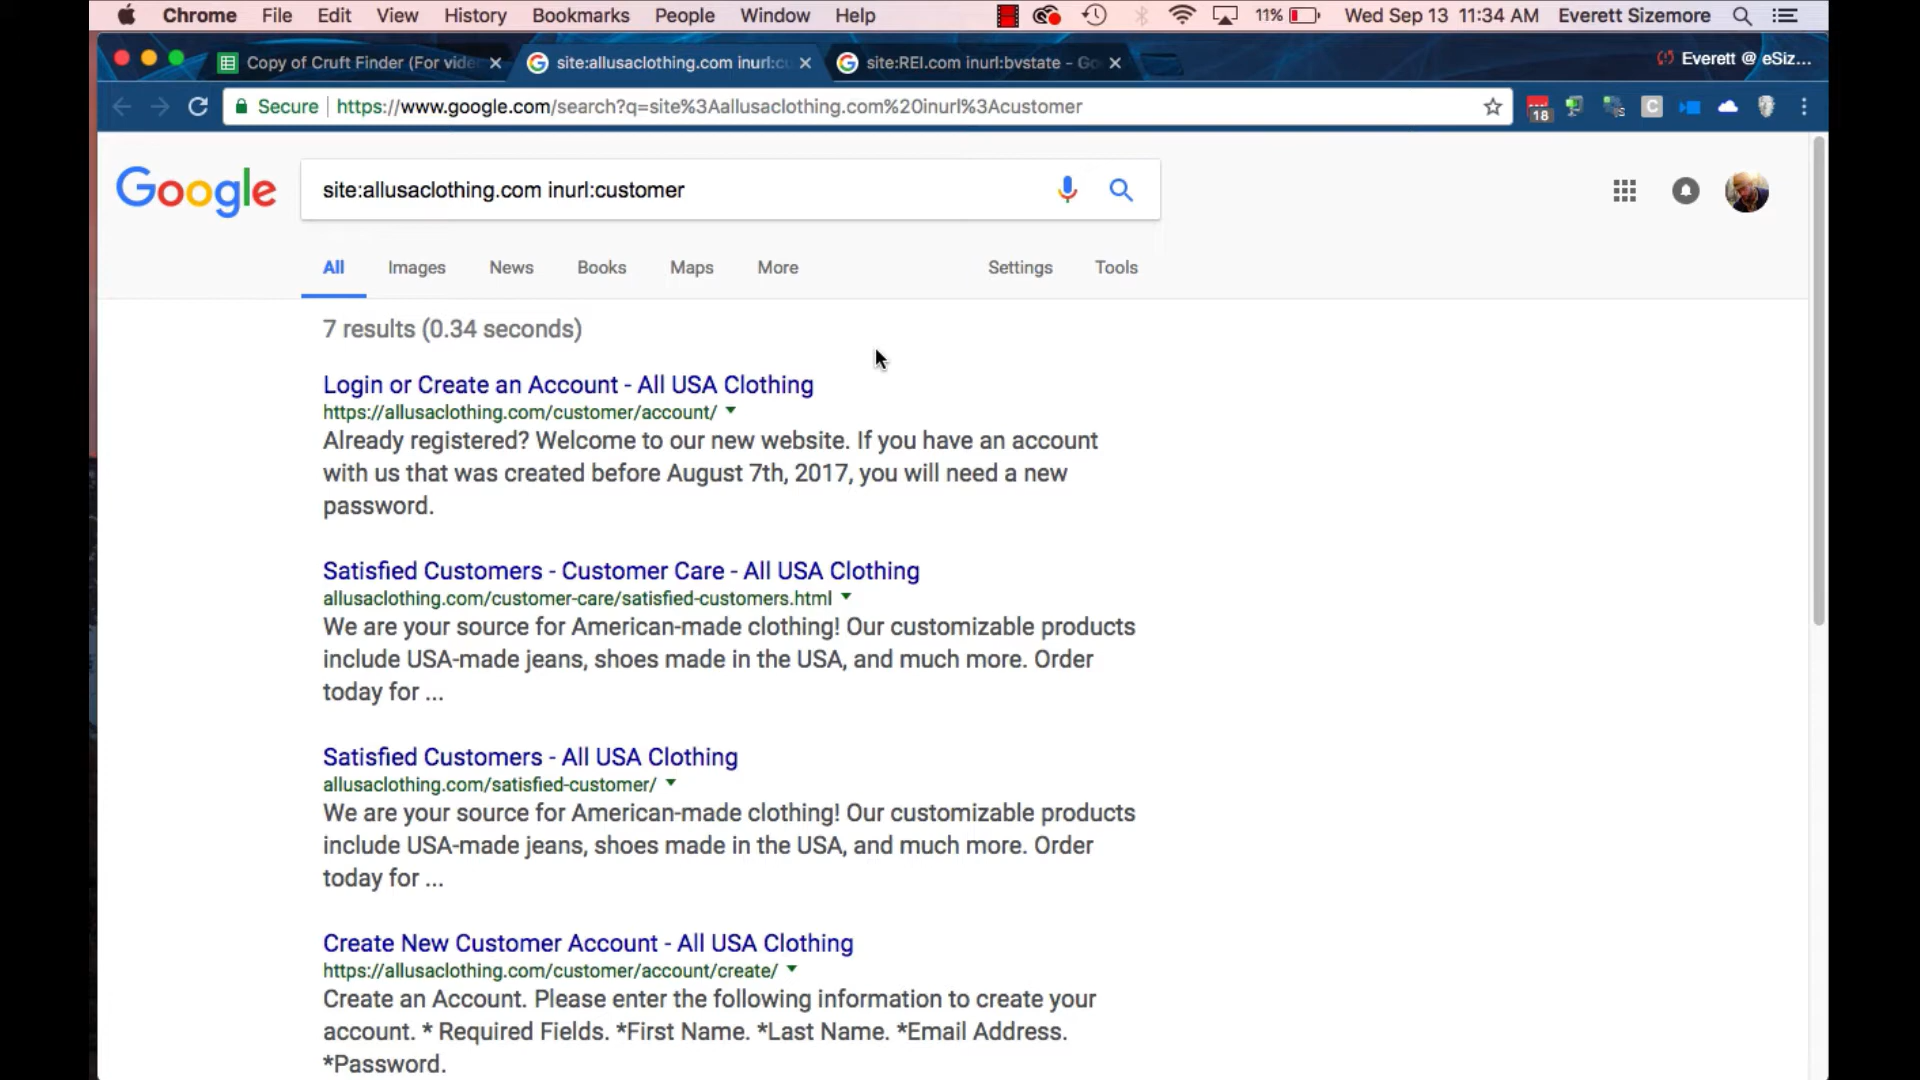 Chrome File Edit View History Bookmarks People Window Help 11% Wed Sep 13 11:34 AM Everett Sizemore
Copy of Cruft Finder (For vide site:allusaclothing.com inurl:cu site:REI.com inurl:bvstate - Go Everett @ eSiz...
Secure https://www.google.com/search?q=site%3Aallusaclothing.com%20inurl%3Acustomer 18 C
Google site:allusaclothing.com inurl:customer
All Images News Books Maps More Settings Tools
7 results (0.34 seconds)
Login or Create an Account - All USA Clothing
https://allusaclothing.com/customer/account/
Already registered? Welcome to our new website. If you have an account
with us that was created before August 7th, 2017, you will need a new
password.
Satisfied Customers - Customer Care - All USA Clothing
allusaclothing.com/customer-care/satisfied-customers.html
We are your source for American-made clothing! Our customizable products
include USA-made jeans, shoes made in the USA, and much more. Order
today for ...
Satisfied Customers - All USA Clothing
allusaclothing.com/satisfied-customer/
We are your source for American-made clothing! Our customizable products
include USA-made jeans, shoes made in the USA, and much more. Order
today for ...
Create New Customer Account - All USA Clothing
https://allusaclothing.com/customer/account/create/
Create an Account. Please enter the following information to create your
account. * Required Fields. *First Name. *Last Name. *Email Address.
*Password.